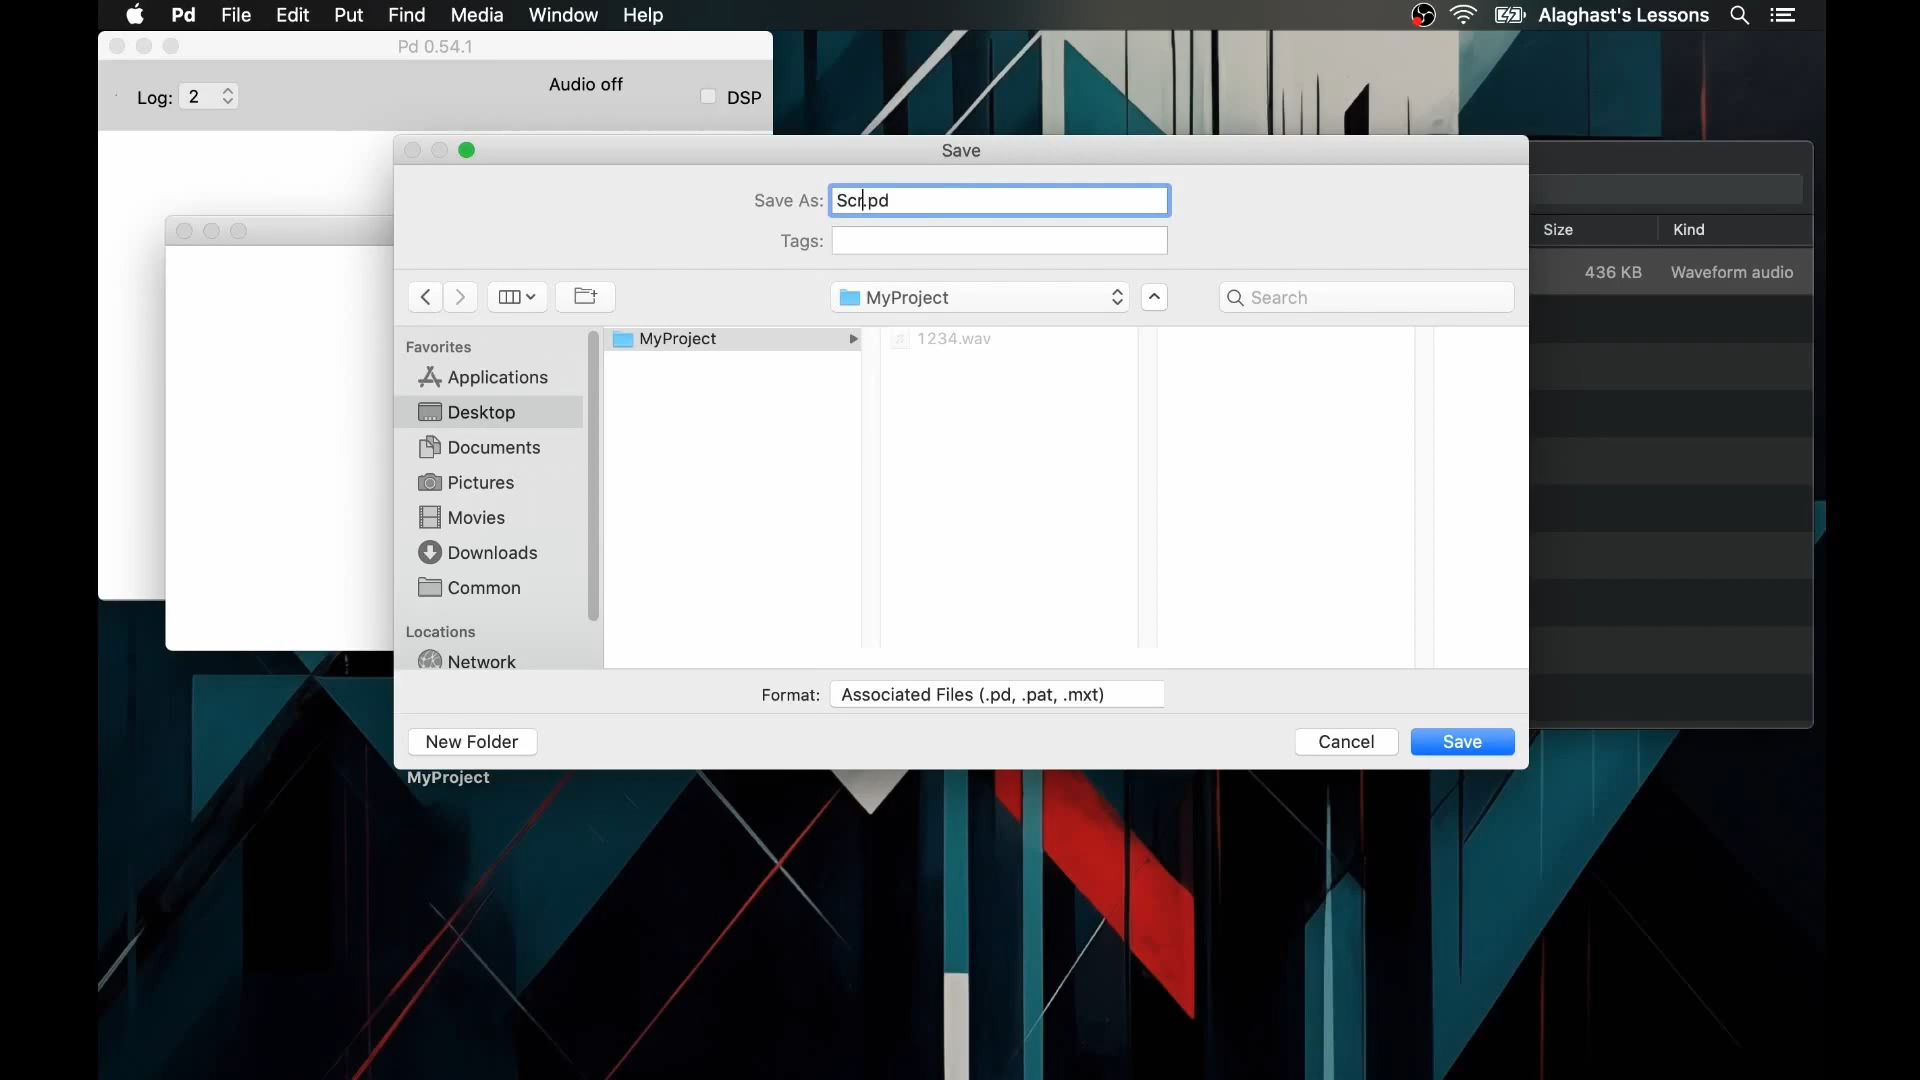 Pd File Edit Put Find Media Window Help Alaghast's Lessons
Pd 0.54.1
Log: 2 Audio off DSP
Save
Save As: Scr.pd
Tags:
Size Kind
436 KB Waveform audio
MyProject Search
Favorites
Applications
Desktop
Documents
Pictures
Movies
Downloads
Common
Locations
Network
MyProject 1234.wav
Format: Associated Files (.pd, .pat, .mxt)
New Folder Cancel Save
MyProject